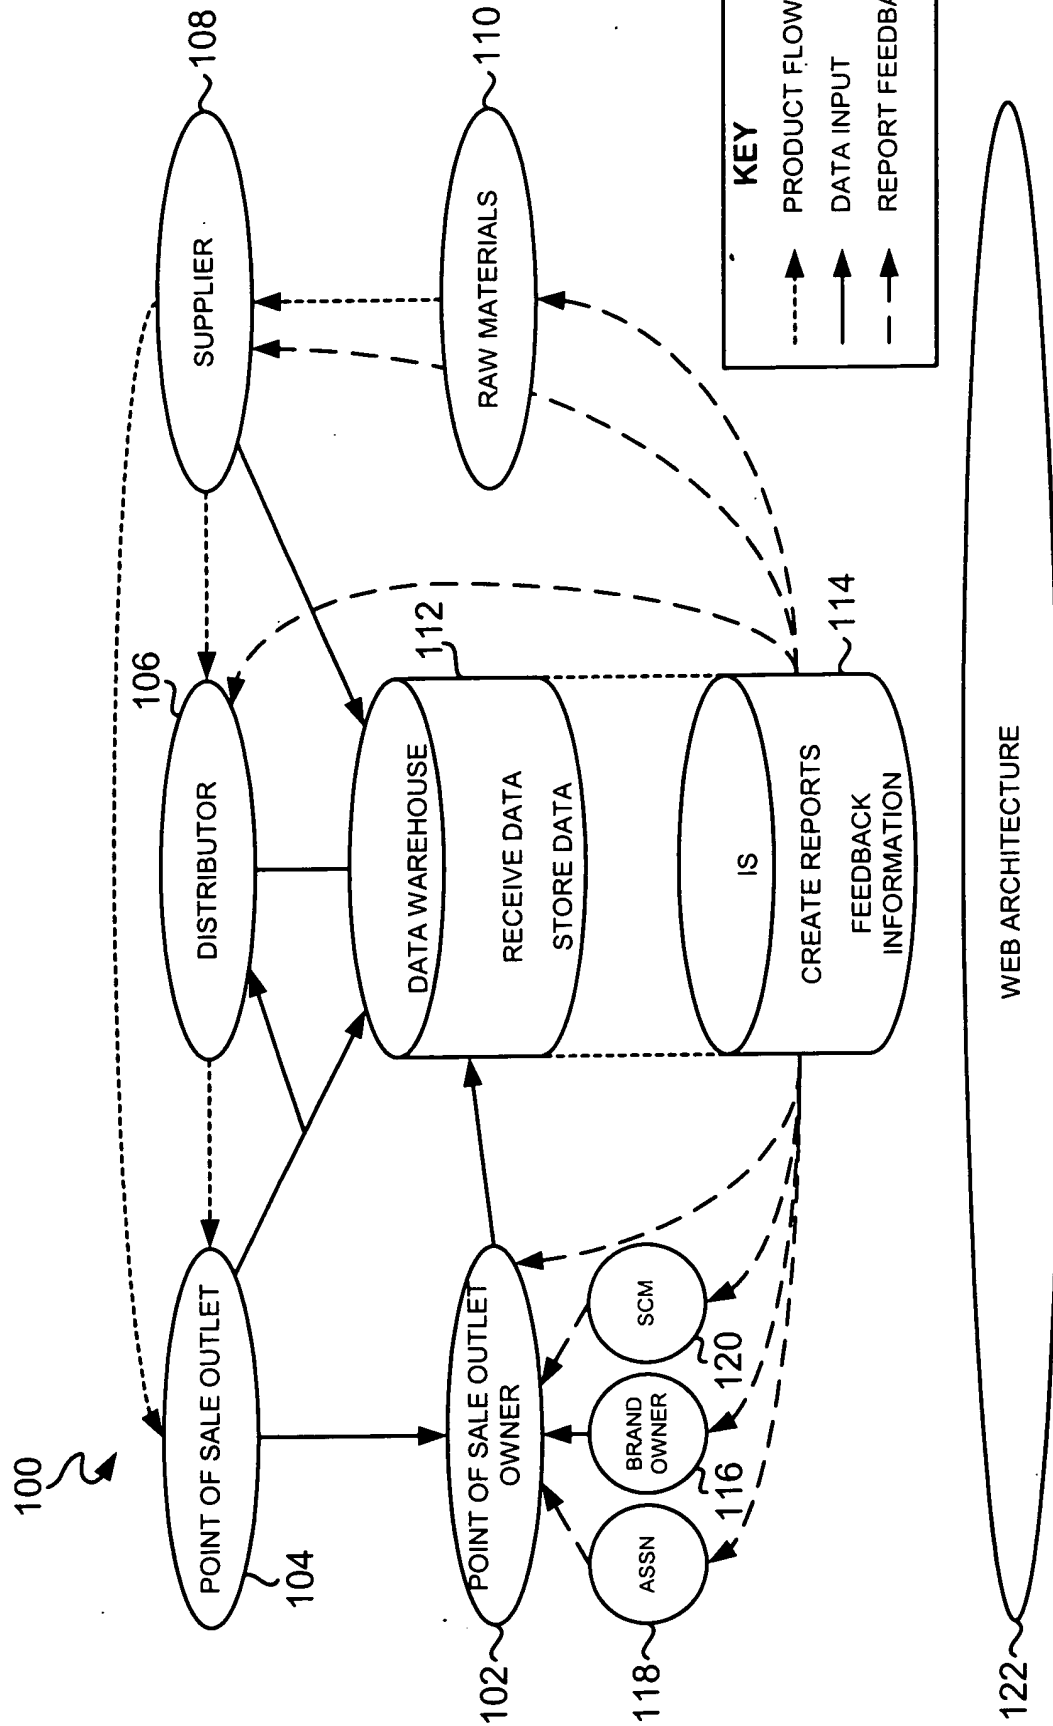 100
108
SUPPLIER
106
DISTRIBUTOR
POINT OF SALE OUTLET
104
110
RAW MATERIALS
112
DATA WAREHOUSE
RECEIVE DATA
STORE DATA
POINT OF SALE OUTLET
OWNER
102
SCM
120
BRAND
OWNER
116
ASSN
118
114
IS
CREATE REPORTS
FEEDBACK
INFORMATION
KEY
PRODUCT FLOW
DATA INPUT
REPORT FEEDBA
WEB ARCHITECTURE
122